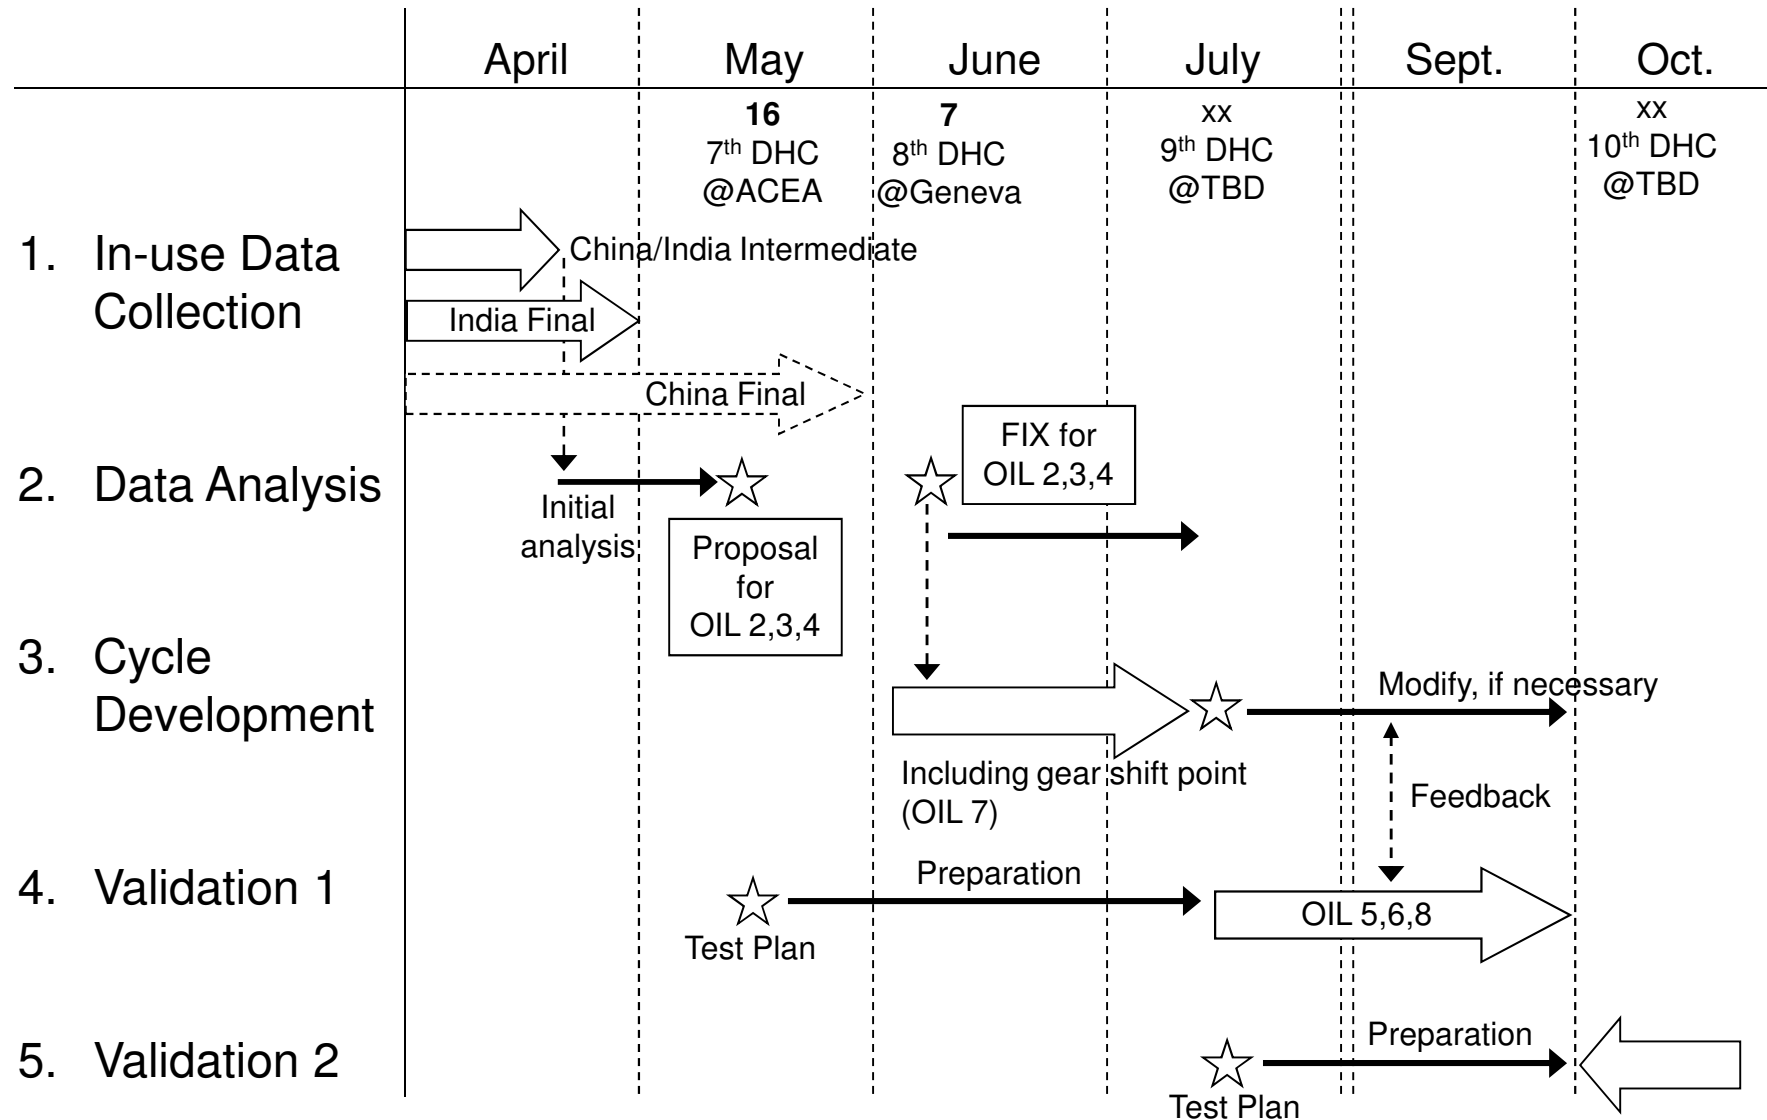 April May June July Sept. Oct.
16 7 xx xx
7th DHC 8th DHC 9th DHC 10th DHC
@ACEA @Geneva @TBD @TBD
1. In-use Data
Collection
China/India Intermediate
India Final
China Final
2. Data Analysis
Initial
analysis
Proposal
for
OIL 2,3,4
FIX for
OIL 2,3,4
3. Cycle
Development
Modify, if necessary
Including gear shift point
(OIL 7)
Feedback
4. Validation 1
Test Plan
Preparation
OIL 5,6,8
5. Validation 2
Test Plan
Preparation